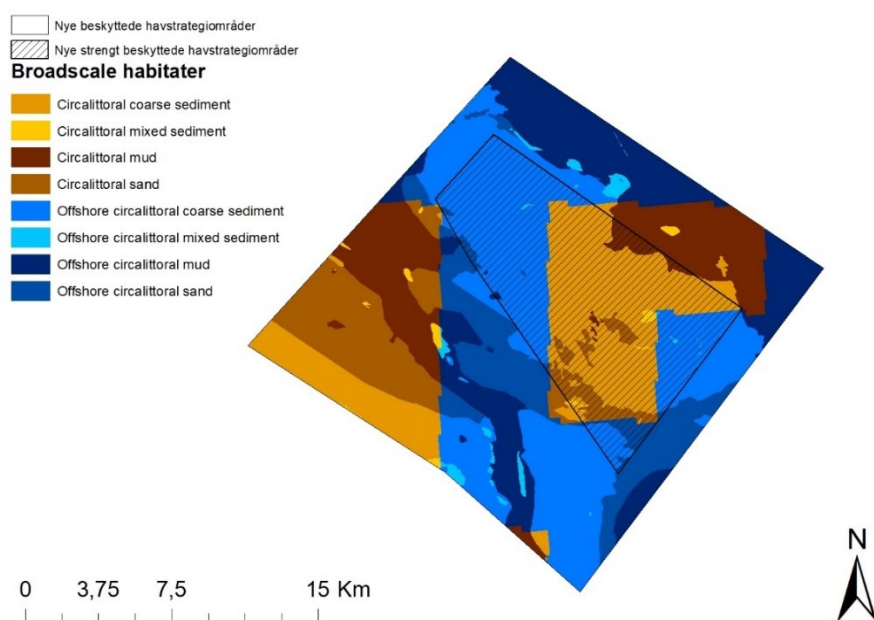 Nye beskyttede havstrategiområder
Nye strengt beskyttede havstrategiområder
Broadscale habitater
Circalittoral coarse sediment
Circalittoral mixed sediment
Circalittoral mud
Circalittoral sand
Offshore circalittoral coarse sediment
Offshore circalittoral mixed sediment
Offshore circalittoral mud
Offshore circalittoral sand
N
0 3,75 7,5 15 Km